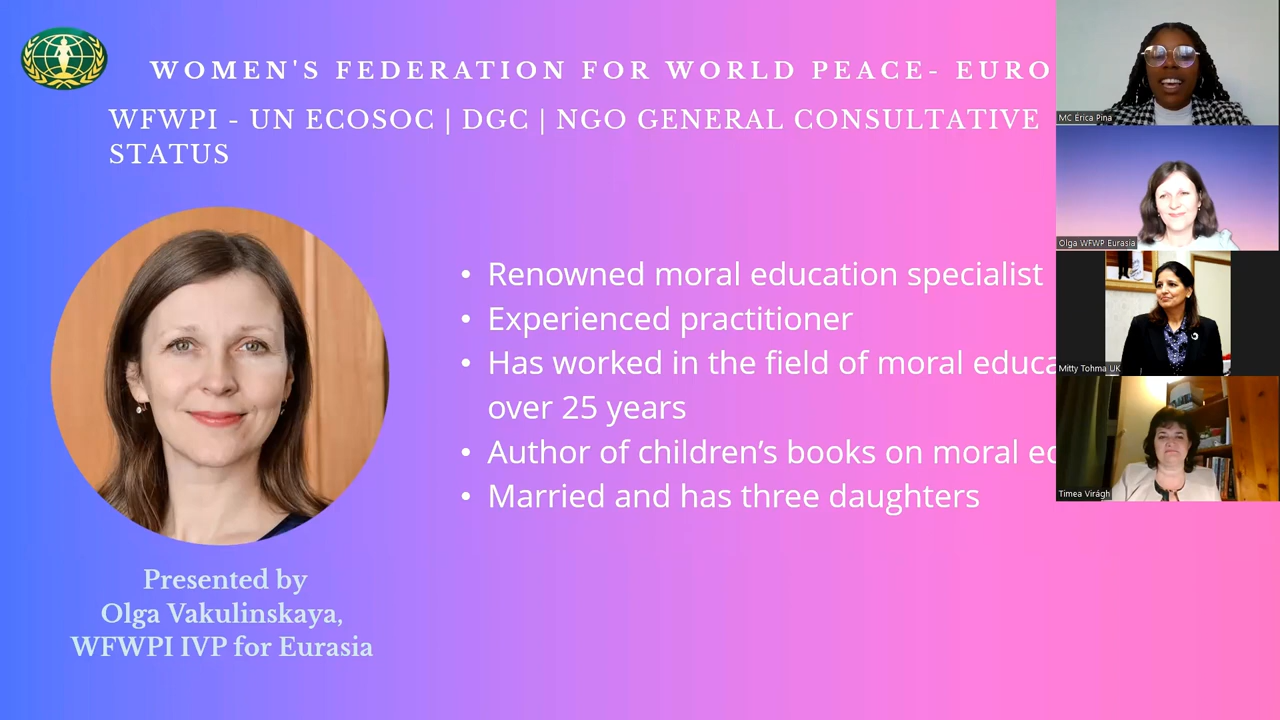 WOMEN'S FEDERATION FOR WORLD PEACE- EURO
WFWPI - UN ECOSOC | DGC | NGO GENERAL CONSULTATIVE
STATUS
• Renowned moral education specialist
• Experienced practitioner
• Has worked in the field of moral educa
over 25 years
• Author of children's books on moral ed
• Married and has three daughters
Presented by
Olga Vakulinskaya,
WFWPI IVP for Eurasia
MC Érica Pina
Olga WFWP Eurasia
Mitty Tohma UK
Timea Virágh